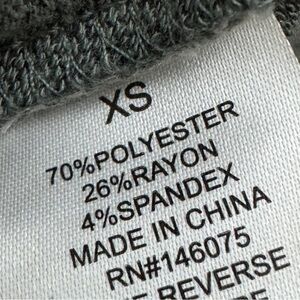 XS
70%POLYESTER
26%RAYON
4%SPANDEX
MADE IN CHINA
RN#146075
REVERSE